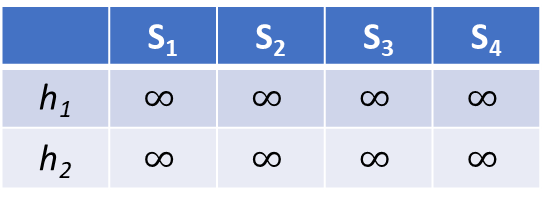 S₁ S₂ S₃ S₄
h₁ ∞ ∞ ∞ ∞
h₂ ∞ ∞ ∞ ∞